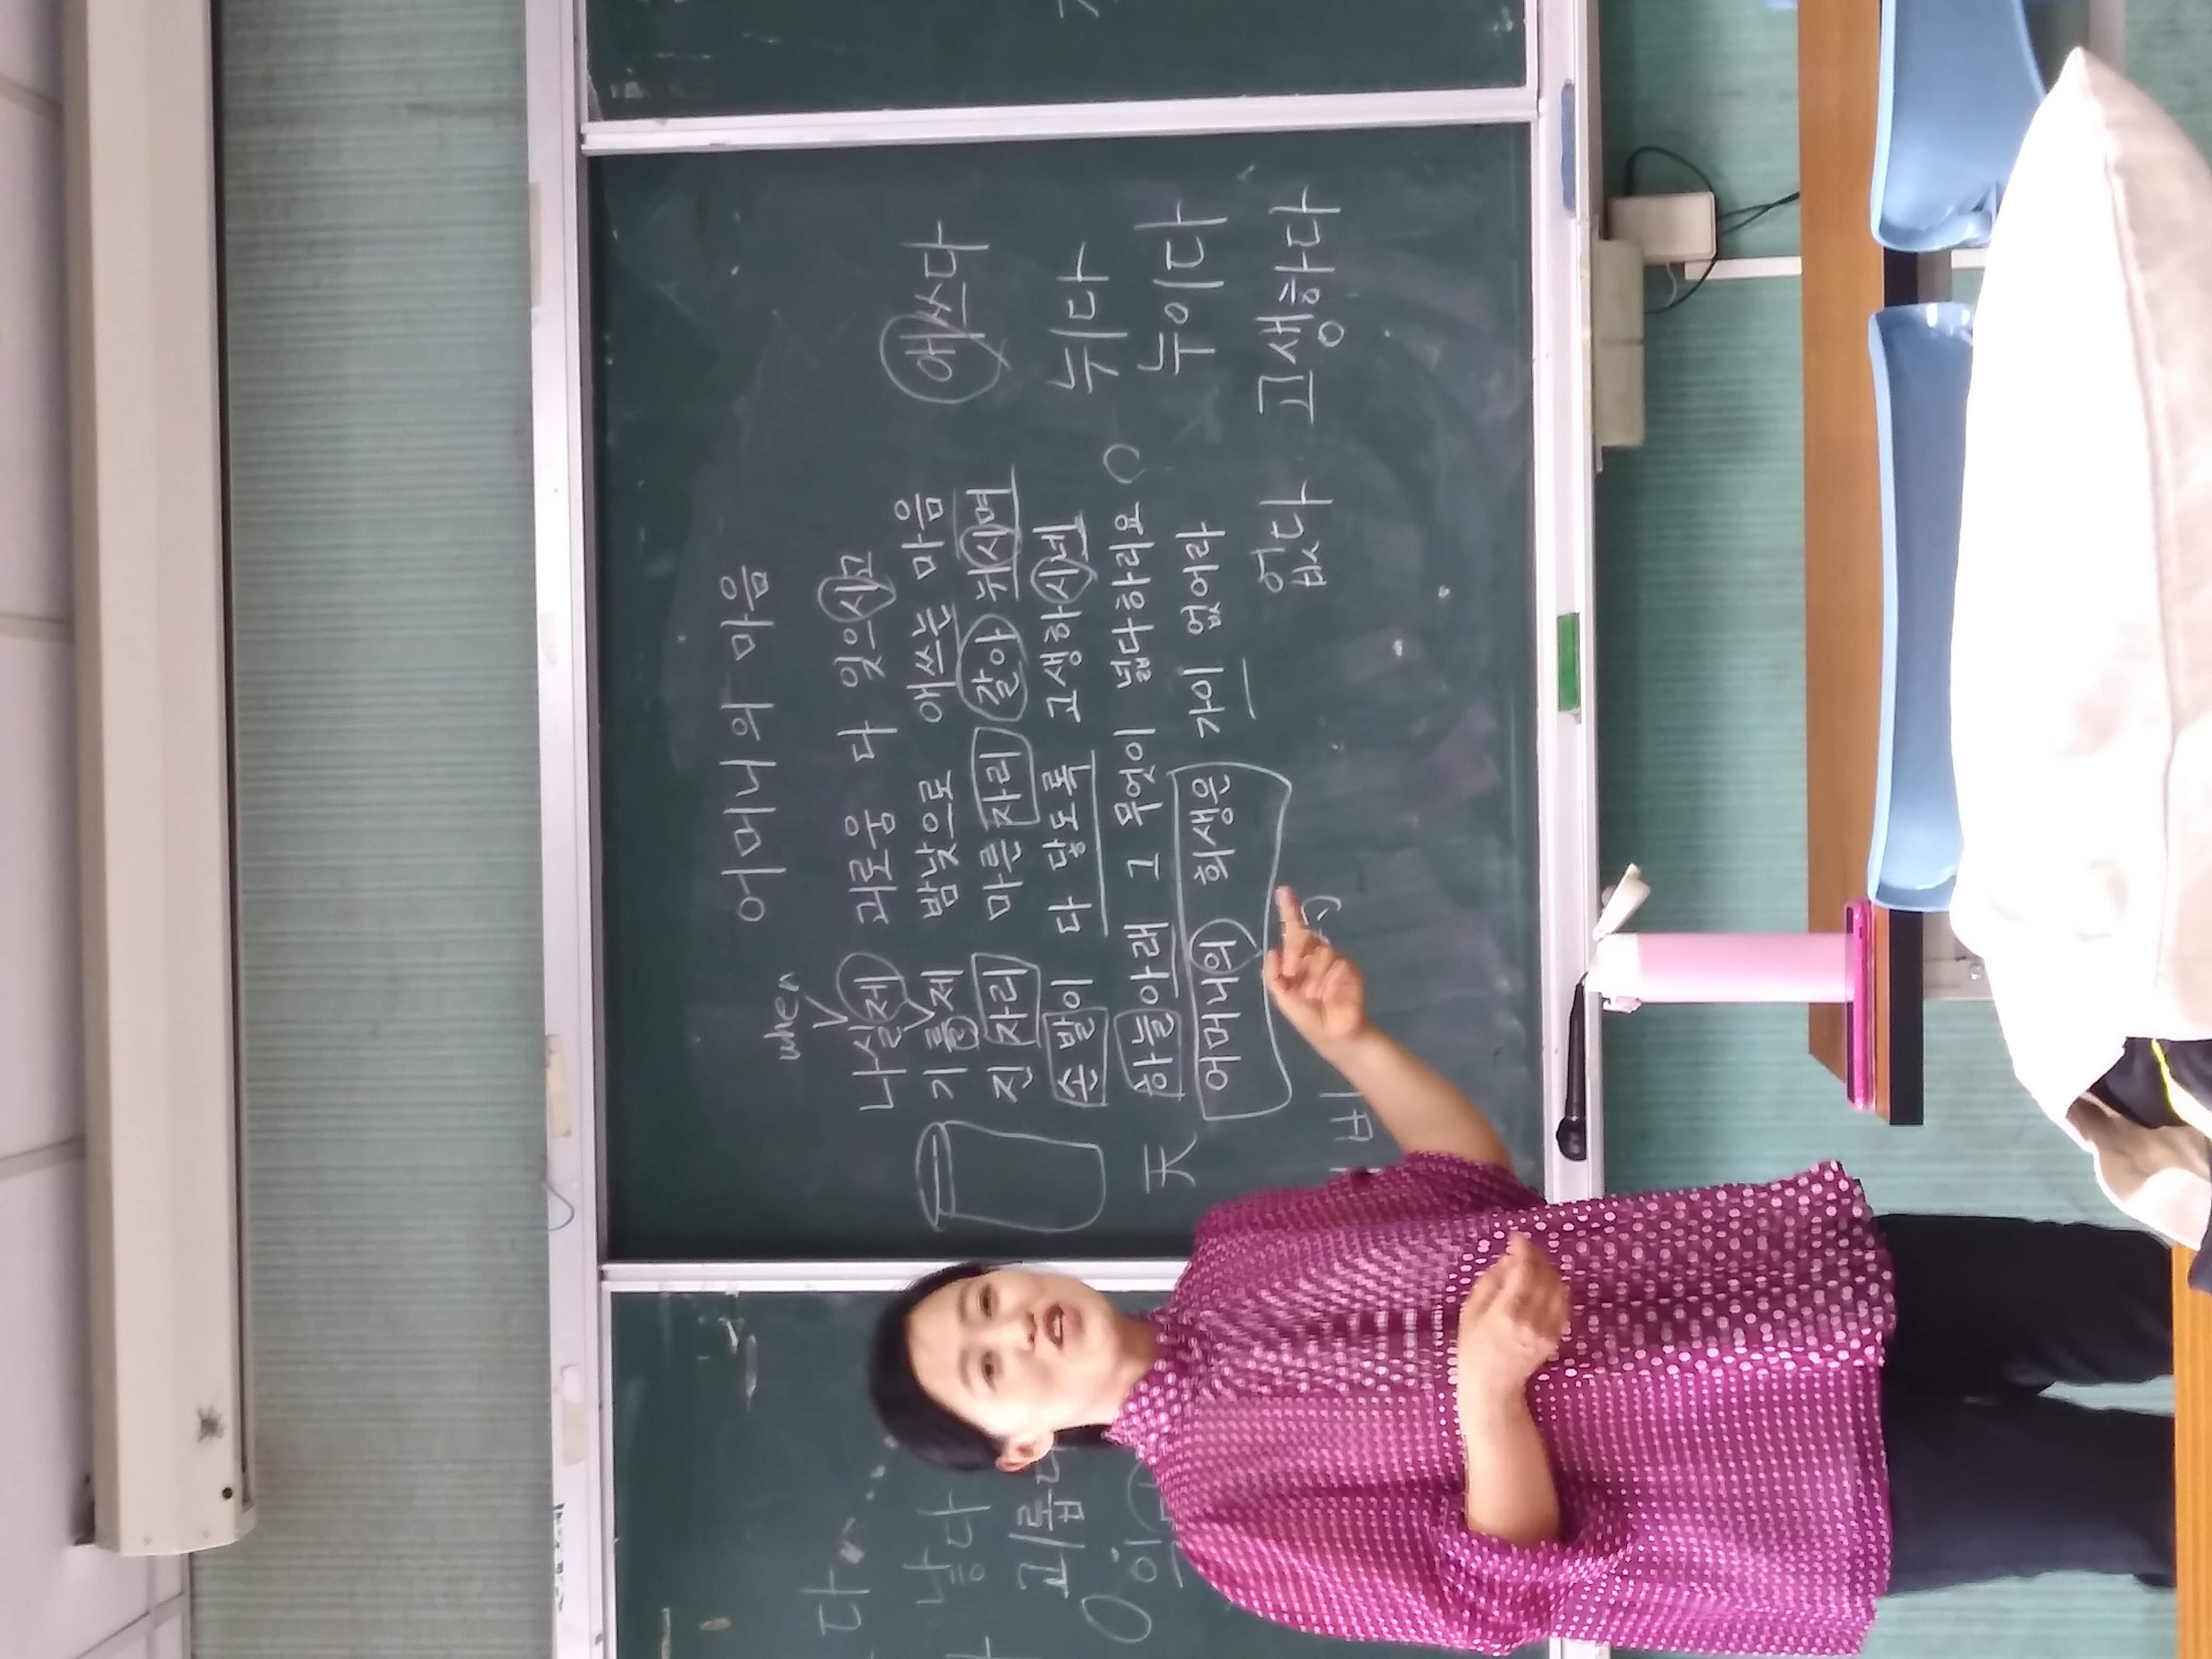 다
낳다
괴롭다
어머니의 마음
when
나실제 괴로움 다 잊으시고
기를제 밤낮으로 애쓰는 마음
진 자리 마른 자리 갈아 뉘시며
손 발이 다 닿도록 고생하시넨
하늘아래 그 무엇이 넓다하리요
天
어머니의 희생은 가이 없어라
애쓰다
뉘다
누이다
없다 고생하다